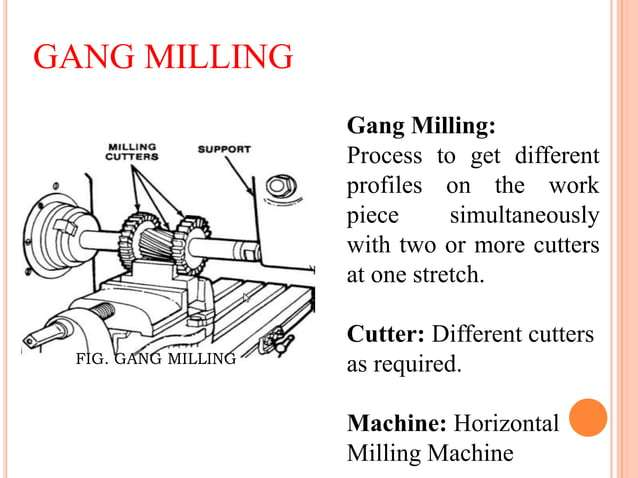 GANG MILLING
MILLING
CUTTERS
SUPPORT
FIG. GANG MILLING
Gang Milling:
Process to get different
profiles on the work
piece simultaneously
with two or more cutters
at one stretch.
Cutter: Different cutters
as required.
Machine: Horizontal
Milling Machine